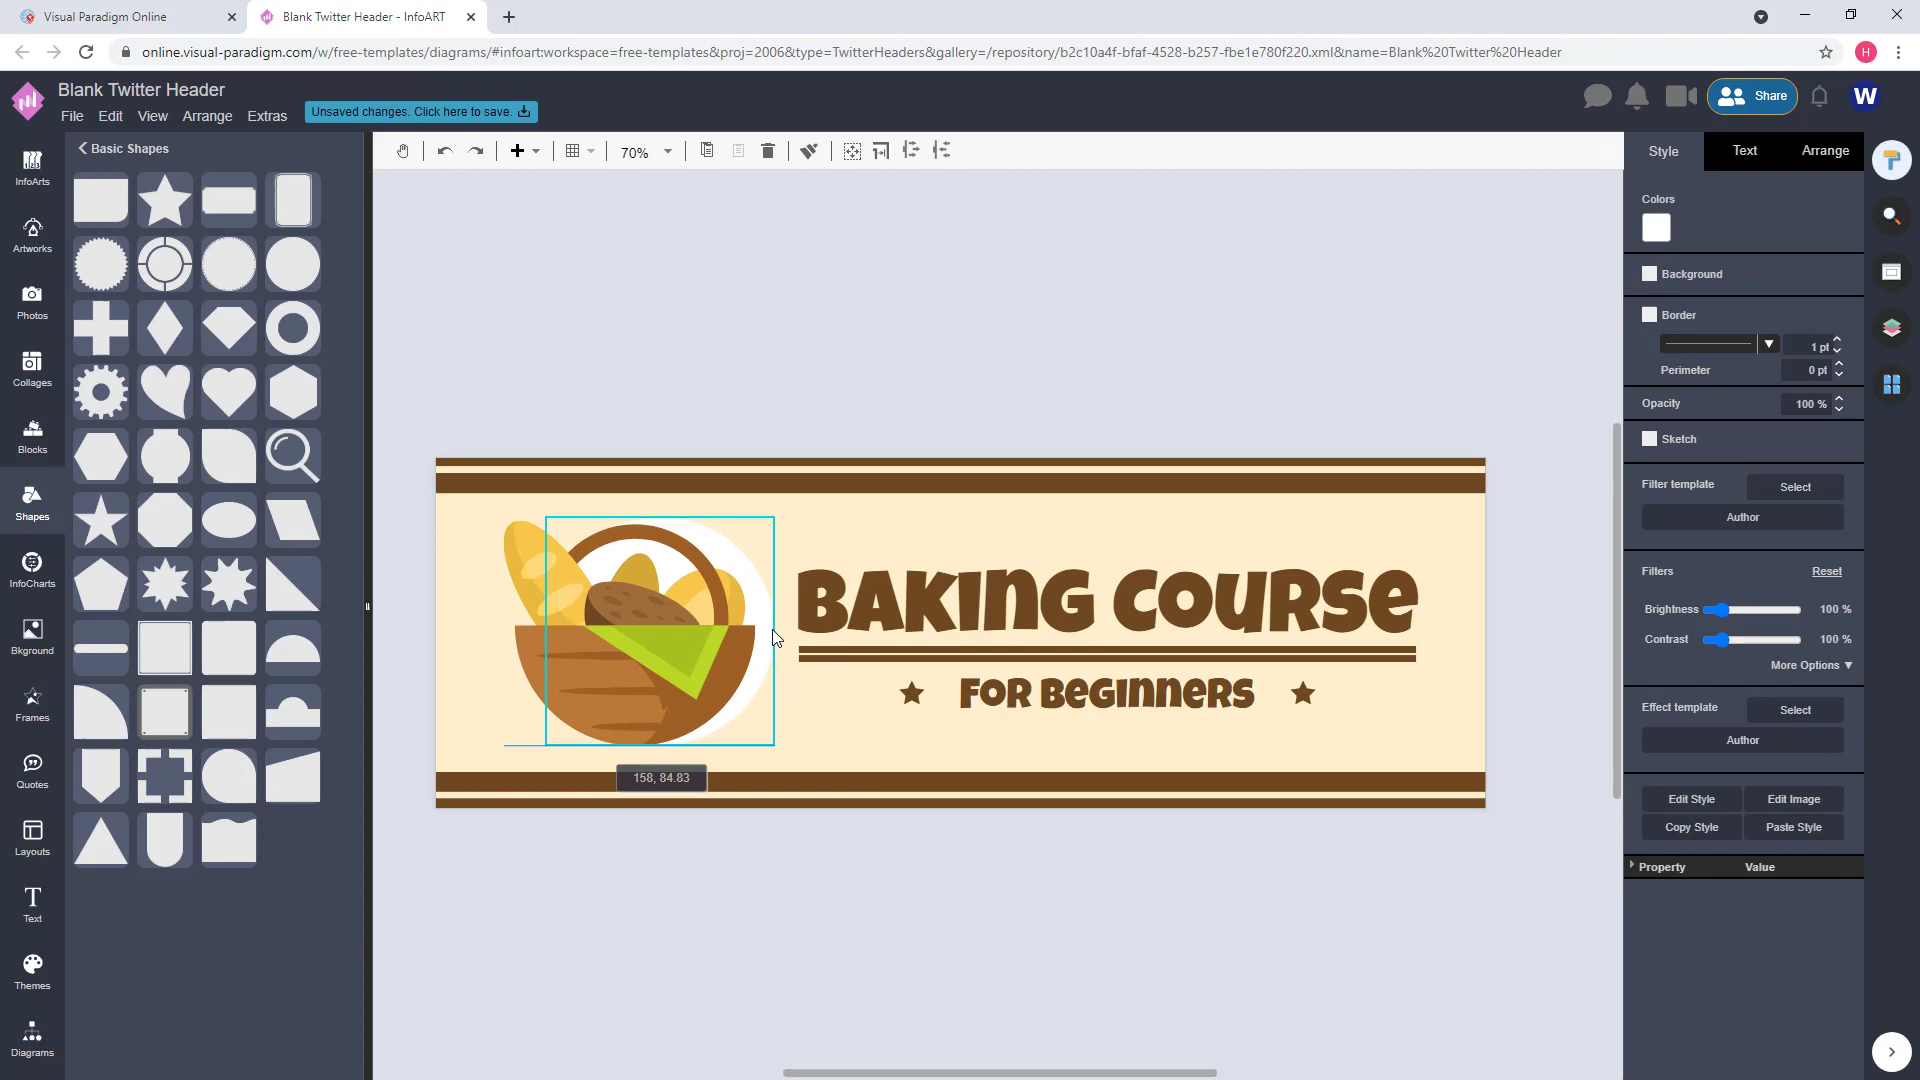 Visual Paradigm Online
Blank Twitter Header - InfoART
online.visual-paradigm.com/w/free-templates/diagrams/#infoart:workspace=free-templates&proj=2006&type=TwitterHeaders&gallery=/repository/b2c10a4f-bfaf-4528-b257-fbe1e780f220.xml&name=Blank%20Twitter%20Header
H
Blank Twitter Header
File Edit View Arrange Extras
Unsaved changes. Click here to save.
Share
W
InfoArts
Artworks
Photos
Collages
Blocks
Shapes
InfoCharts
Bkground
Frames
Quotes
Layouts
Text
Themes
Diagrams
Basic Shapes
70%
BAKING COURSE
FOR BEGINNERS
158, 84.83
Style Text Arrange
Colors
Background
Border
1 pt
Perimeter 0 pt
Opacity 100 %
Sketch
Filter template Select
Author
Filters Reset
Brightness 100 %
Contrast 100 %
More Options
Effect template Select
Author
Edit Style Edit Image
Copy Style Paste Style
Property Value